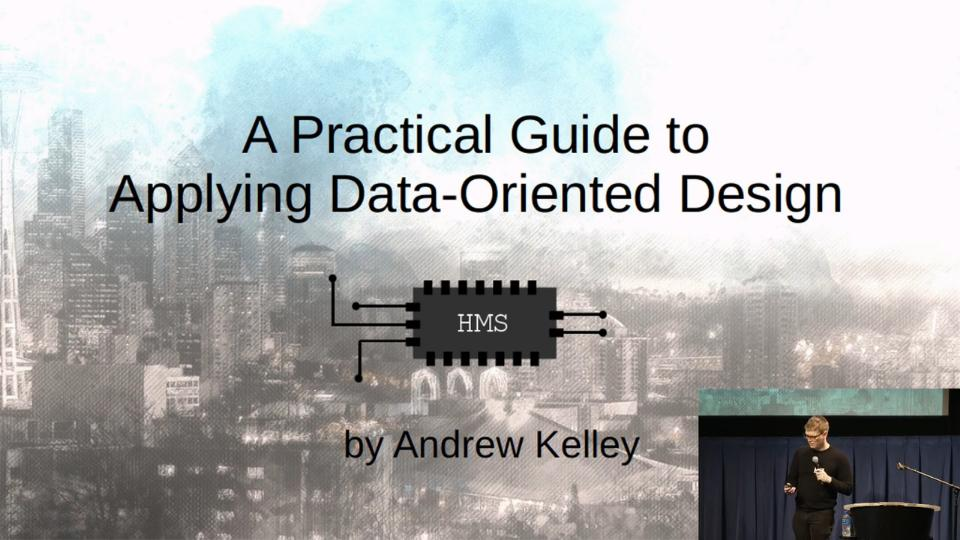 A Practical Guide to
Applying Data-Oriented Design
HMS
by Andrew Kelley